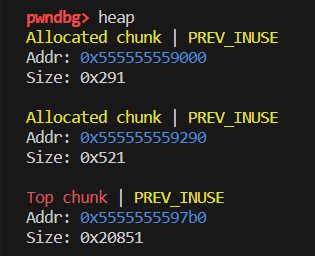 pwndbg> heap
Allocated chunk | PREV_INUSE
Addr: 0x555555559000
Size: 0x291
Allocated chunk | PREV_INUSE
Addr: 0x555555559290
Size: 0x521
Top chunk | PREV_INUSE
Addr: 0x5555555597b0
Size: 0x20851